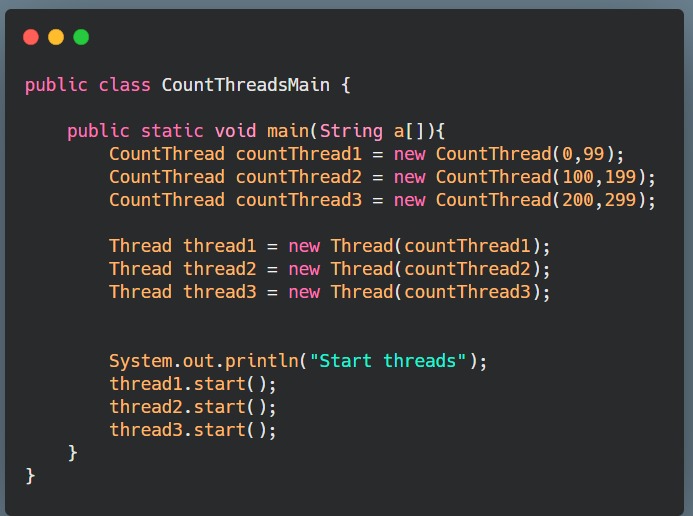 public class CountThreadsMain {
public static void main(String a[]){
CountThread countThread1 = new CountThread(0,99);
CountThread countThread2 = new CountThread(100,199);
CountThread countThread3 = new CountThread(200,299);
Thread thread1 = new Thread(countThread1);
Thread thread2 = new Thread(countThread2);
Thread thread3 = new Thread(countThread3);
System.out.println("Start threads");
thread1.start();
thread2.start();
thread3.start();
}
}